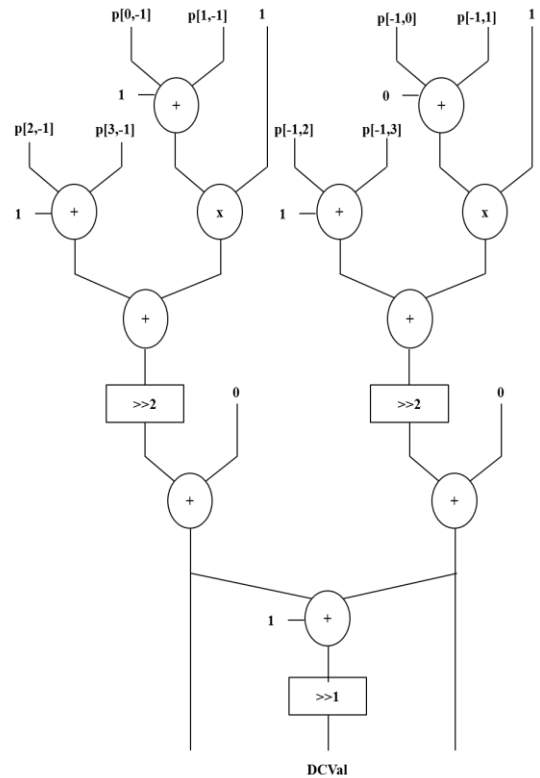 p[0,-1] p[1,-1] 1 p[-1,0] p[-1,1] 1
1 + 0 +
p[2,-1] p[3,-1] p[-1,2] p[-1,3]
1 + x 1 + x
+ +
>>2 0 >>2 0
+ +
1 +
>>1
DCVal